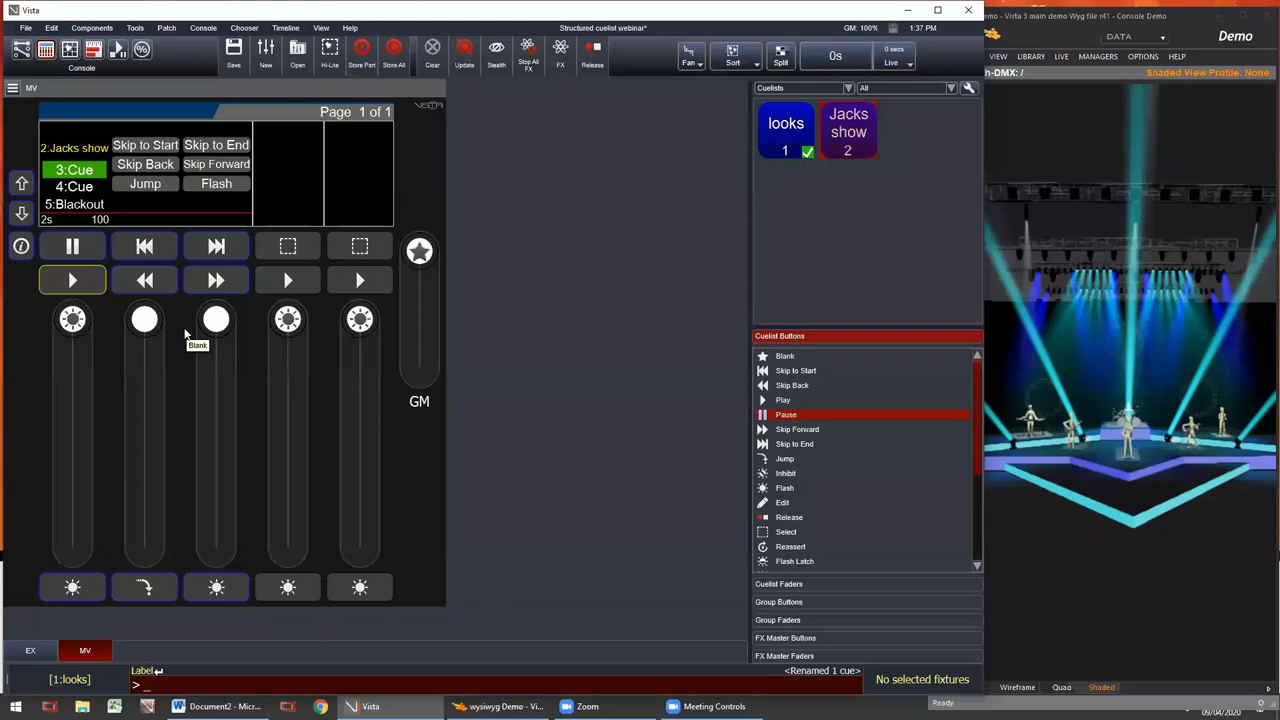 Vista
File Edit Components Tools Patch Console Chooser Timeline View Help
Structured cuelist webinar*
GM: 100%
1:37 PM
Console
Save New Open Hi-Lite Store Part Store All Clear Update Stealth Stop All FX FX Release
Fan Sort Split 0s 0 secs Live
MV
Page 1 of 1
VISTA
2:Jacks show
3:Cue
4:Cue
5:Blackout
2s 100
Skip to Start Skip to End
Skip Back Skip Forward
Jump Flash
Blank
GM
Cuelists All
looks
1
Jacks
show
2
Cuelist Buttons
Blank
Skip to Start
Skip Back
Play
Pause
Skip Forward
Skip to End
Jump
Inhibit
Flash
Edit
Release
Select
Reassert
Flash Latch
Cuelist Faders
Group Buttons
Group Faders
FX Master Buttons
FX Master Faders
EX MV
[1:looks]
Label
<Renamed 1 cue>
> _
No selected fixtures
emo - Vista 3 main demo Wyg file r41 - Console Demo
DATA
Demo
VIEW LIBRARY LIVE MANAGERS OPTIONS HELP
h-DMX: /
Shaded View Profile: None
Wireframe Quad Shaded
Ready
Document2 - Micr...
Vista
wysiwyg Demo - Vi...
Zoom
Meeting Controls
09/04/2020